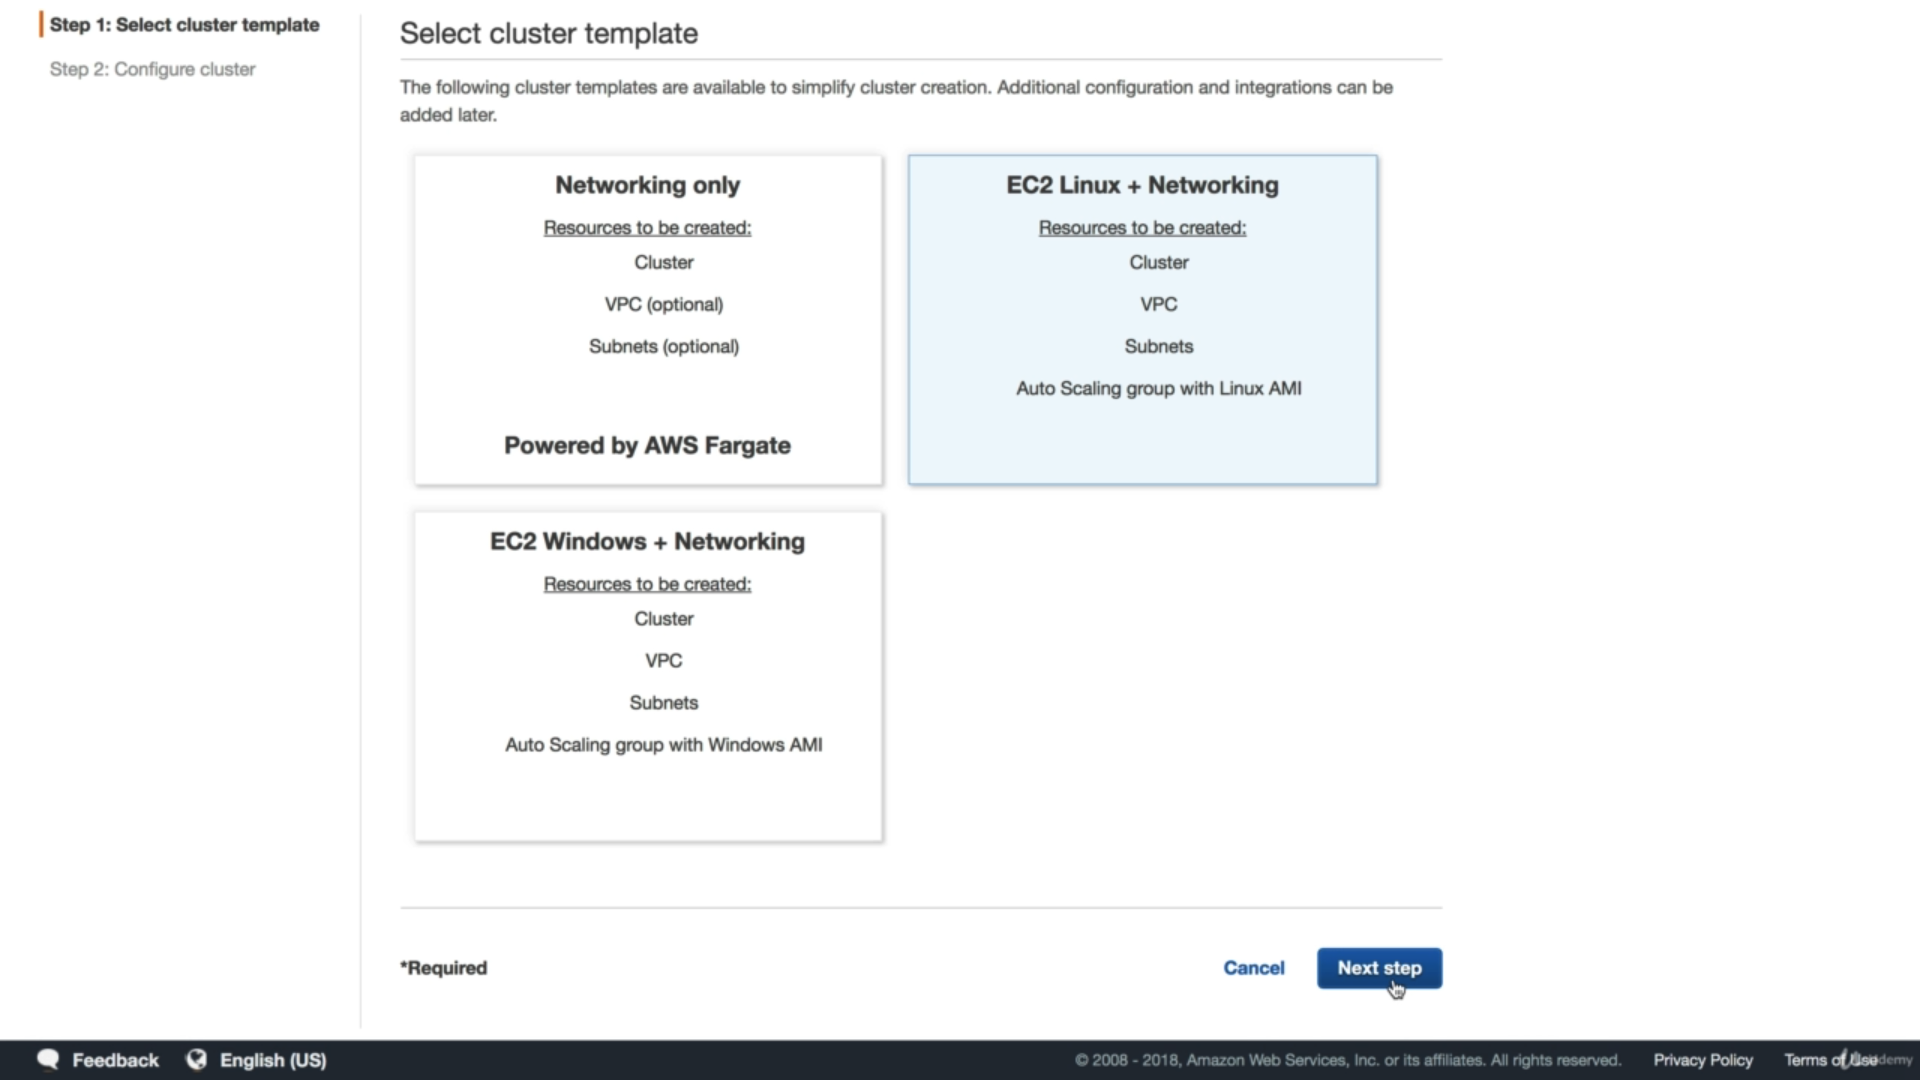 Step 1: Select cluster template
Step 2: Configure cluster
Select cluster template
The following cluster templates are available to simplify cluster creation. Additional configuration and integrations can be
added later.
Networking only
Resources to be created:
Cluster
VPC (optional)
Subnets (optional)
Powered by AWS Fargate
EC2 Linux + Networking
Resources to be created:
Cluster
VPC
Subnets
Auto Scaling group with Linux AMI
EC2 Windows + Networking
Resources to be created:
Cluster
VPC
Subnets
Auto Scaling group with Windows AMI
*Required
Cancel
Next step
Feedback
English (US)
© 2008 - 2018, Amazon Web Services, Inc. or its affiliates. All rights reserved.
Privacy Policy
Terms of Use